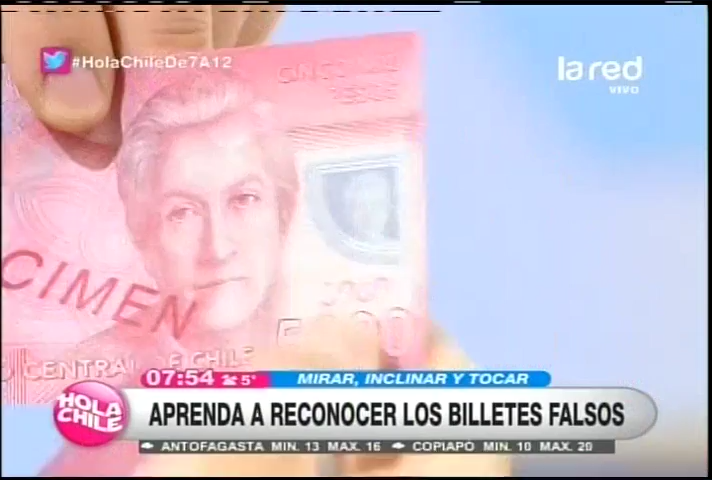 #HolaChileDe7A12
la red
VIVO
CINCO MIL
PESOS
CIMEN
CENTRAL DE CHILE
07:54 5°
MIRAR, INCLINAR Y TOCAR
HOLA
CHILE
APRENDA A RECONOCER LOS BILLETES FALSOS
ANTOFAGASTA MIN. 13 MAX. 16 COPIAPO MIN. 10 MAX. 20